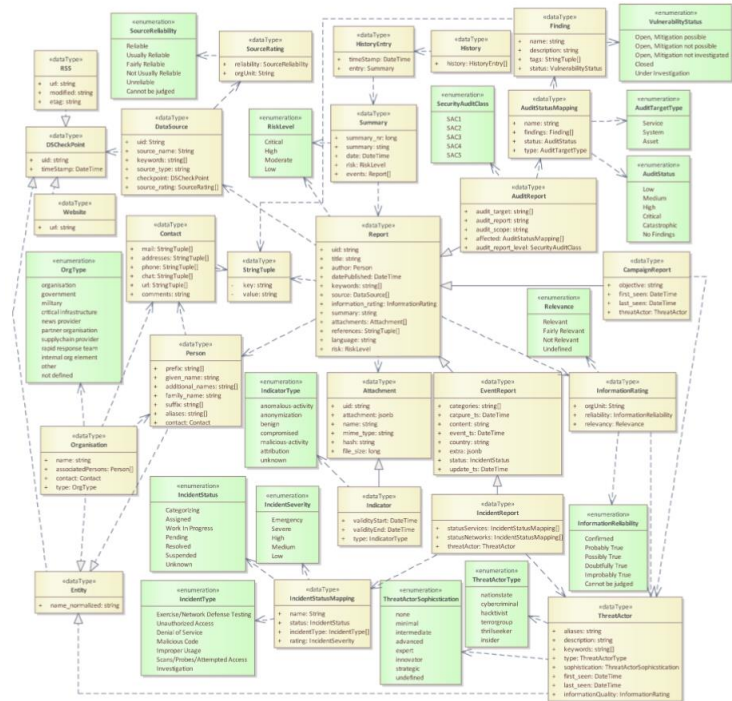 «enumeration»
SourceReliability
Reliable
Usually Reliable
Fairly Reliable
Not Usually Reliable
Unreliable
Cannot be judged
«dataType»
SourceRating
+ reliability: SourceReliability
+ orgUnit: String
«dataType»
HistoryEntry
+ timeStamp: DateTime
+ entry: Summary
«dataType»
History
+ history: HistoryEntry[]
«dataType»
Finding
+ name: string
+ description: string
+ tags: StringTuple[]
+ status: VulnerabilityStatus
«enumeration»
VulnerabilityStatus
Open, Mitigation possible
Open, Mitigation not possible
Open, Mitigation not investigated
Closed
Under Investigation
«dataType»
RSS
+ url: string
+ modified: string
+ etag: string
«dataType»
DataSource
+ uid: String
+ source_name: String
+ keywords: string[]
+ source_type: string
+ checkpoint: DSCheckPoint
+ source_rating: SourceRating[]
«enumeration»
RiskLevel
Critical
High
Moderate
Low
«dataType»
Summary
+ summary_nr: long
+ summary: string
+ date: DateTime
+ risk: RiskLevel
+ events: Report[]
«enumeration»
SecurityAuditClass
SAC1
SAC2
SAC3
SAC4
SAC5
«dataType»
AuditStatusMapping
+ name: string
+ findings: Finding[]
+ status: AuditStatus
+ type: AuditTargetType
«enumeration»
AuditTargetType
Service
System
Asset
«dataType»
DSCheckPoint
+ uid: string
+ timeStamp: DateTime
«dataType»
Website
+ url: string
«enumeration»
AuditStatus
Low
Medium
High
Critical
Catastrophic
No Findings
«dataType»
AuditReport
+ audit_target: string[]
+ audit_report: string
+ audit_scope: string
+ affected: AuditStatusMapping[]
+ audit_report_level: SecurityAuditClass
«dataType»
Contact
+ mail: StringTuple[]
+ addresses: StringTuple[]
+ phone: StringTuple[]
+ chat: StringTuple[]
+ url: StringTuple[]
+ comments: string
«dataType»
StringTuple
- key: string
- value: string
«dataType»
Report
+ uid: string
+ title: string
+ author: Person
+ datePublished: DateTime
+ keywords: string[]
+ source: DataSource[]
+ information_rating: InformationRating
+ summary: string
+ attachments: Attachment[]
+ references: StringTuple[]
+ language: string
+ risk: RiskLevel
«dataType»
CampaignReport
+ objective: string
+ first_seen: DateTime
+ last_seen: DateTime
+ threatActor: ThreatActor
«enumeration»
OrgType
organisation
government
military
critical infrastructure
news provider
partner organisation
supplychain provider
rapid response team
internal org element
other
not defined
«enumeration»
Relevance
Relevant
Fairly Relevant
Not Relevant
Undefined
«dataType»
Person
+ prefix: string[]
+ given_name: string
+ additional_names: string[]
+ family_name: string
+ suffix: string[]
+ aliases: string[]
+ contact: Contact
«enumeration»
IndicatorType
anomalous-activity
anonymization
benign
compromised
malicious-activity
attribution
unknown
«dataType»
Attachment
+ uid: string
+ attachment: jsonb
+ name: string
+ mime_type: string
+ hash: string
+ file_size: long
«dataType»
EventReport
+ categories: string[]
+ catpure_ts: DateTime
+ content: string
+ event_ts: DateTime
+ country: string
+ extra: jsonb
+ status: IncidentStatus
+ update_ts: DateTime
«dataType»
InformationRating
+ orgUnit: String
+ reliability: InformationReliability
+ relevancy: Relevance
«dataType»
Organisation
+ name: string
+ associatedPersons: Person[]
+ contact: Contact
+ type: OrgType
«enumeration»
IncidentStatus
Categorizing
Assigned
Work In Progress
Pending
Resolved
Suspended
Unknown
«enumeration»
IncidentSeverity
Emergency
Severe
High
Medium
Low
«dataType»
Indicator
+ validityStart: DateTime
+ validityEnd: DateTime
+ type: IndicatorType
«dataType»
IncidentReport
+ statusServices: IncidentStatusMapping[]
+ statusNetworks: IncidentStatusMapping[]
+ threatActor: ThreatActor
«enumeration»
InformationReliability
Confirmed
Probably True
Possibly True
Doubtfully True
Improbably True
Cannot be judged
«dataType»
Entity
+ name_normalized: string
«enumeration»
IncidentType
Exercise/Network Defense Testing
Unauthorized Access
Denial of Service
Malicious Code
Improper Usage
Scans/Probes/Attempted Access
Investigation
«dataType»
IncidentStatusMapping
+ name: String
+ status: IncidentStatus
+ incidentType: IncidentType[]
+ rating: IncidentSeverity
«enumeration»
ThreatActorSophistication
none
minimal
intermediate
advanced
expert
innovator
strategic
undefined
«enumeration»
ThreatActorType
nationstate
cybercriminal
hacktivist
terrorgroup
thrillseeker
insider
«dataType»
ThreatActor
+ aliases: string
+ description: string
+ keywords: string[]
+ type: ThreatActorType
+ sophistication: ThreatActorSophistication
+ first_seen: DateTime
+ last_seen: DateTime
+ informationQuality: InformationRating